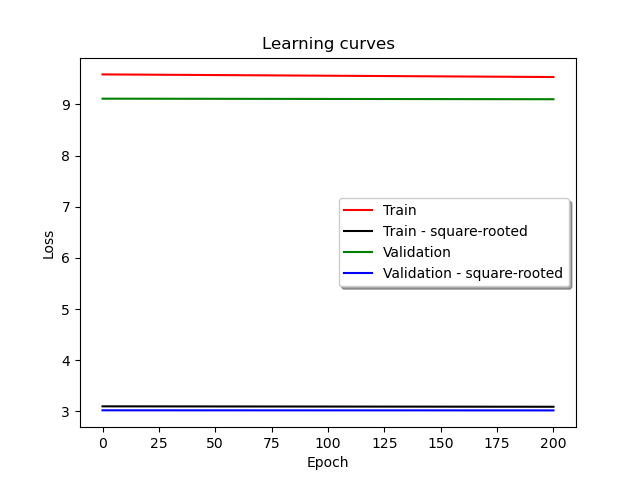 Learning curves
Loss
9
8
7
6
5
4
3
Train
Train - square-rooted
Validation
Validation - square-rooted
0 25 50 75 100 125 150 175 200
Epoch